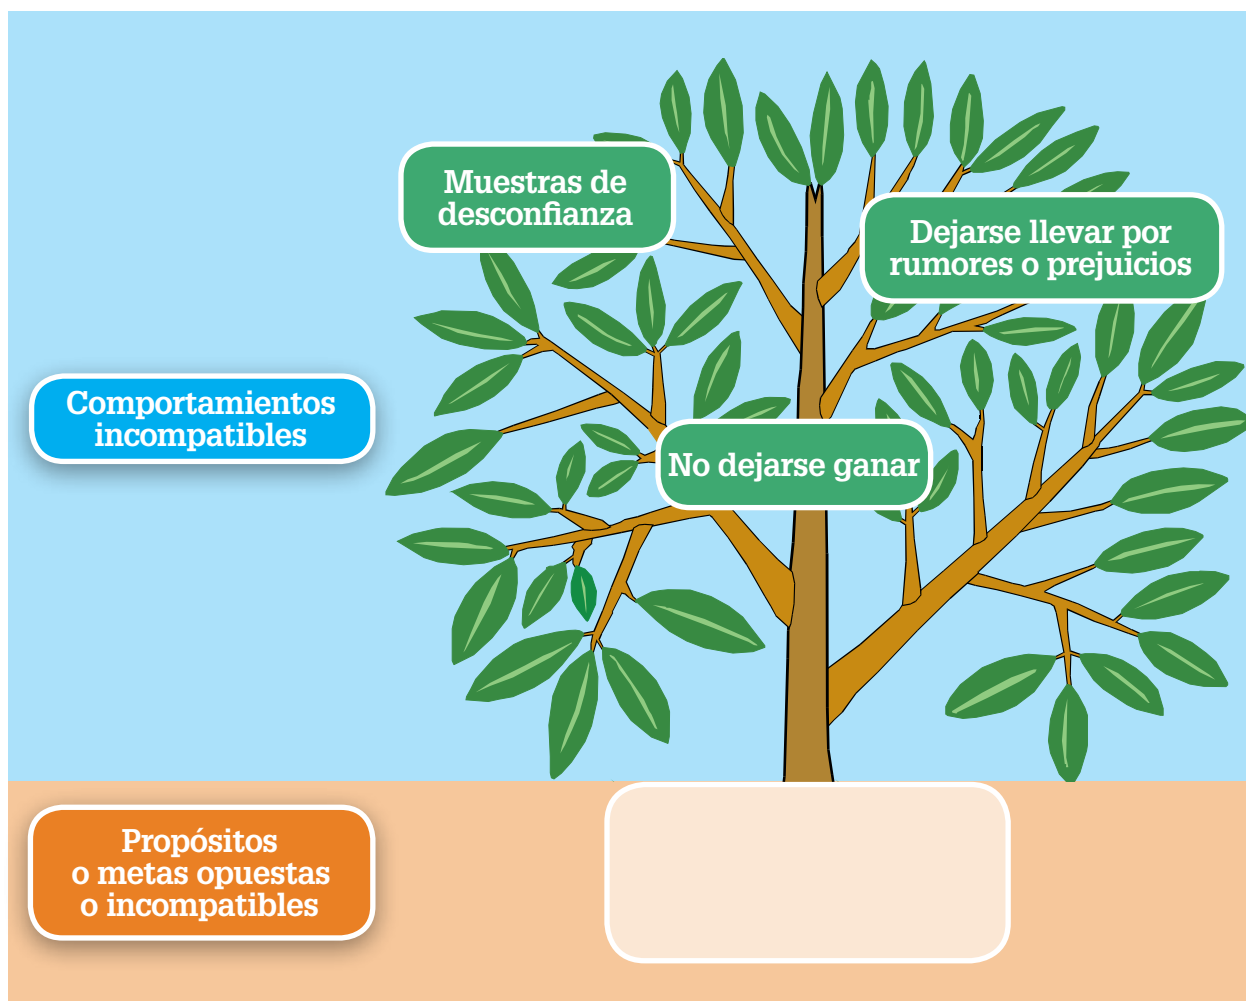 Muestras de
desconfianza
Dejarse llevar por
rumores o prejuicios
Comportamientos
incompatibles
No dejarse ganar
Propósitos
o metas opuestas
o incompatibles